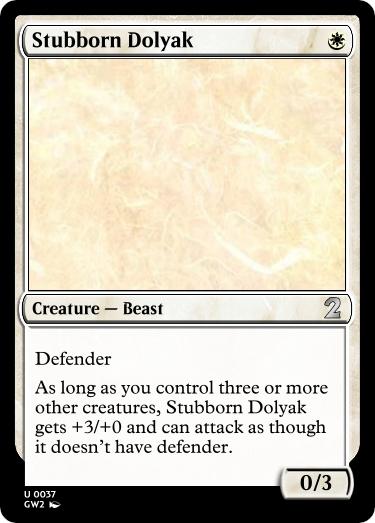 Stubborn Dolyak
Creature — Beast
2
Defender
As long as you control three or more
other creatures, Stubborn Dolyak
gets +3/+0 and can attack as though
it doesn't have defender.
0/3
U 0037
GW2